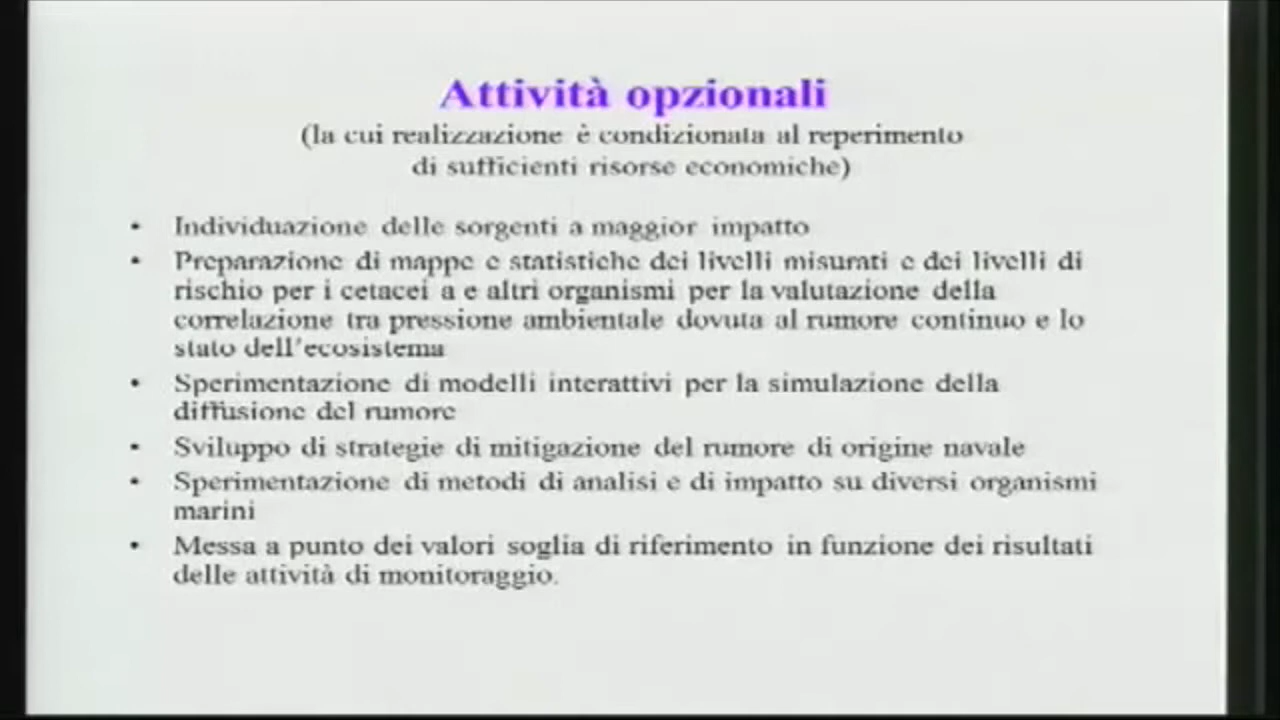 Attività opzionali
(la cui realizzazione è condizionata al reperimento
di sufficienti risorse economiche)
• Individuazione delle sorgenti a maggior impatto
• Preparazione di mappe e statistiche dei livelli misurati e dei livelli di
rischio per i cetacei a e altri organismi per la valutazione della
correlazione tra pressione ambientale dovuta al rumore continuo e lo
stato dell'ecosistema
• Sperimentazione di modelli interattivi per la simulazione della
diffusione del rumore
• Sviluppo di strategie di mitigazione del rumore di origine navale
• Sperimentazione di metodi di analisi e di impatto su diversi organismi
marini
• Messa a punto dei valori soglia di riferimento in funzione dei risultati
delle attività di monitoraggio.